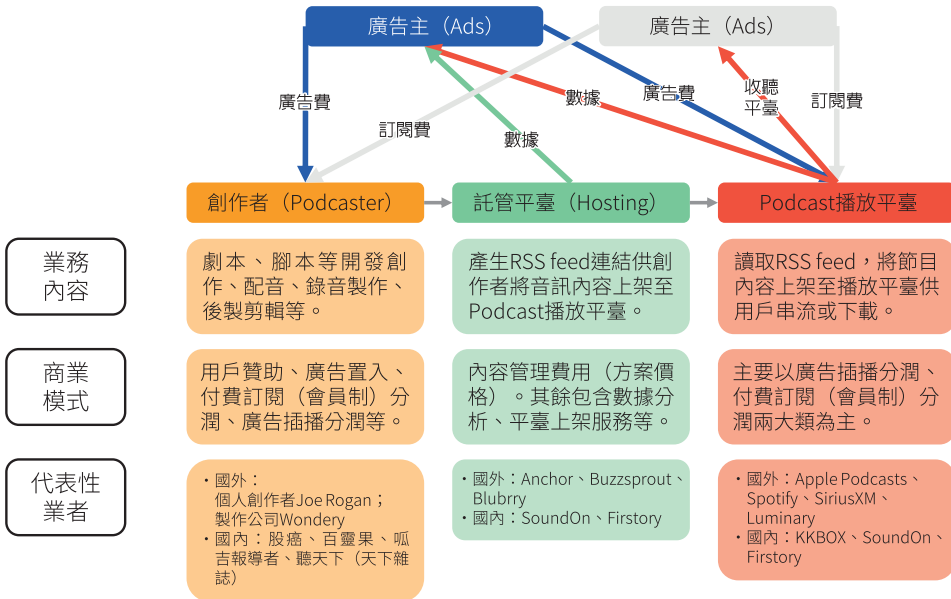 廣告主（Ads）
廣告主（Ads）
廣告費
訂閱費
數據
數據
廣告費
收聽
平臺
訂閱費
創作者（Podcaster）
託管平臺（Hosting）
Podcast播放平臺
業務
內容
劇本、腳本等開發創
作、配音、錄音製作、
後製剪輯等。
產生RSS feed連結供創
作者將音訊內容上架至
Podcast播放平臺。
讀取RSS feed，將節目
內容上架至播放平臺供
用戶串流或下載。
商業
模式
用戶贊助、廣告置入、
付費訂閱（會員制）分
潤、廣告插播分潤等。
內容管理費用（方案價
格）。其餘包含數據分
析、平臺上架服務等。
主要以廣告插播分潤、
付費訂閱（會員制）分
潤兩大類為主。
代表性
業者
・國外：
個人創作者Joe Rogan；
製作公司Wondery
・國內：股癌、百靈果、呱
吉報導者、聽天下（天下雜
誌）
・國外：Anchor、Buzzsprout、
Blubrry
・國內：SoundOn、Firstory
・國外：Apple Podcasts、
Spotify、SiriusXM、
Luminary
・國內：KKBOX、SoundOn、
Firstory